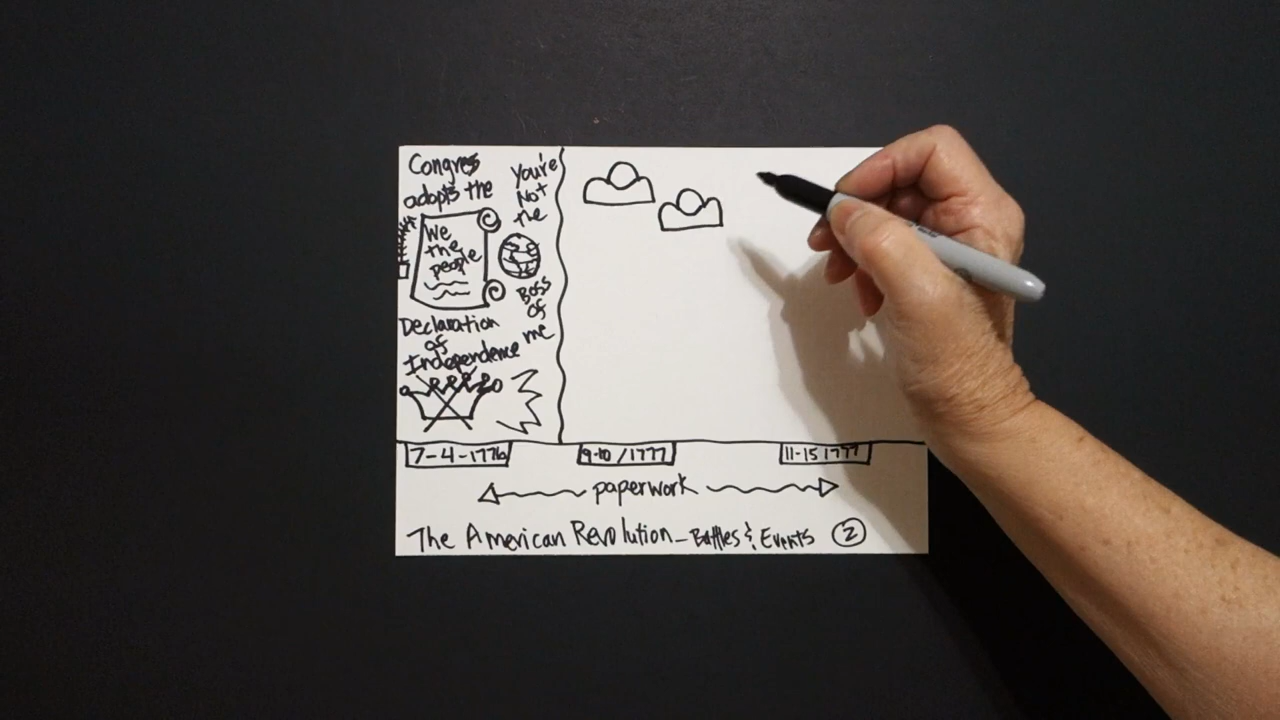 Congress
adopts the
We
the
people
Declaration
of
Independence
You're
Not
the
Boss
of
me
7-4-1776
9-10/1777
11-15 1777
paperwork
The American Revolution - Battles & Events 2